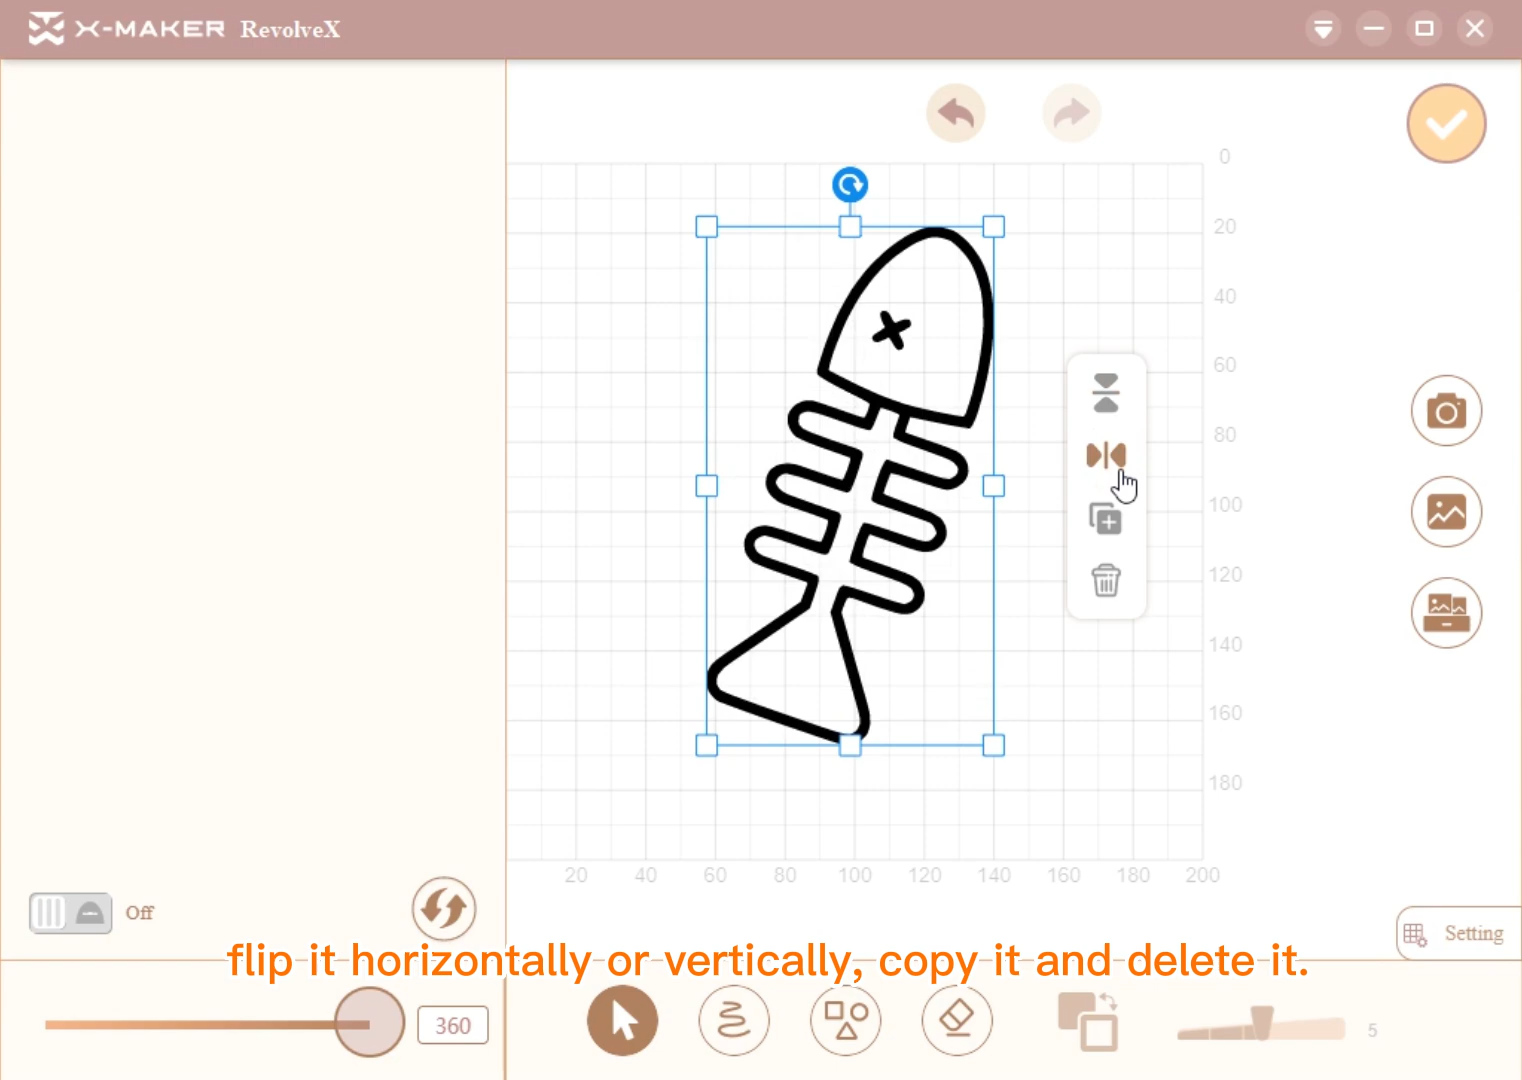 X-MAKER RevolveX
0
20
40
60
80
100
120
140
160
180
20 40 60 80 100 120 140 160 180 200
Off
Setting
flip it horizontally or vertically, copy it and delete it.
360
5